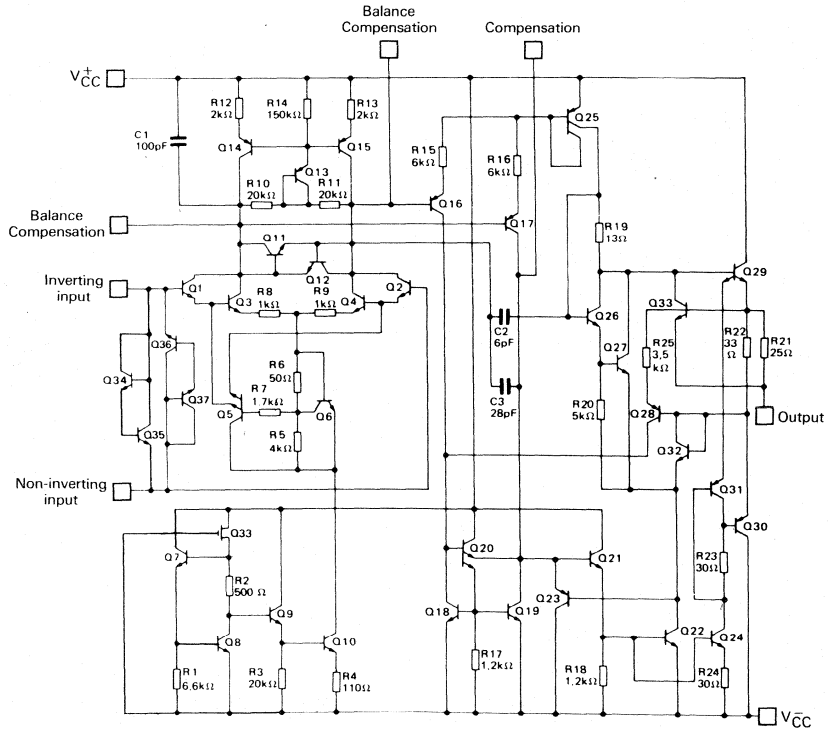 Balance
Compensation
Compensation
V+CC
R12
2kΩ
R14
150kΩ
R13
2kΩ
Q25
C1
100pF
Q14
Q15
R15
6kΩ
R16
6kΩ
Q13
R10
20kΩ
R11
20kΩ
Q16
Q17
R19
13Ω
Balance
Compensation
Q11
Q12
Inverting
input
Q1
Q3
R8
1kΩ
R9
1kΩ
Q4
Q2
Q29
Q33
C2
6pF
Q26
Q27
R22
33
Ω
R21
25Ω
R25
3,5
kΩ
Q36
Q34
Q37
Q35
R6
50Ω
R7
1.7kΩ
Q5
Q6
R5
4kΩ
C3
28pF
R20
5kΩ
Q28
Output
Q32
Non-inverting
input
Q31
Q30
Q33
Q7
R2
500 Ω
Q9
Q8
Q10
R1
6,6kΩ
R3
20kΩ
R4
110Ω
Q20
Q21
Q18
Q19
Q23
R23
30Ω
Q22
Q24
R17
1,2kΩ
R18
1,2kΩ
R24
30Ω
V−CC